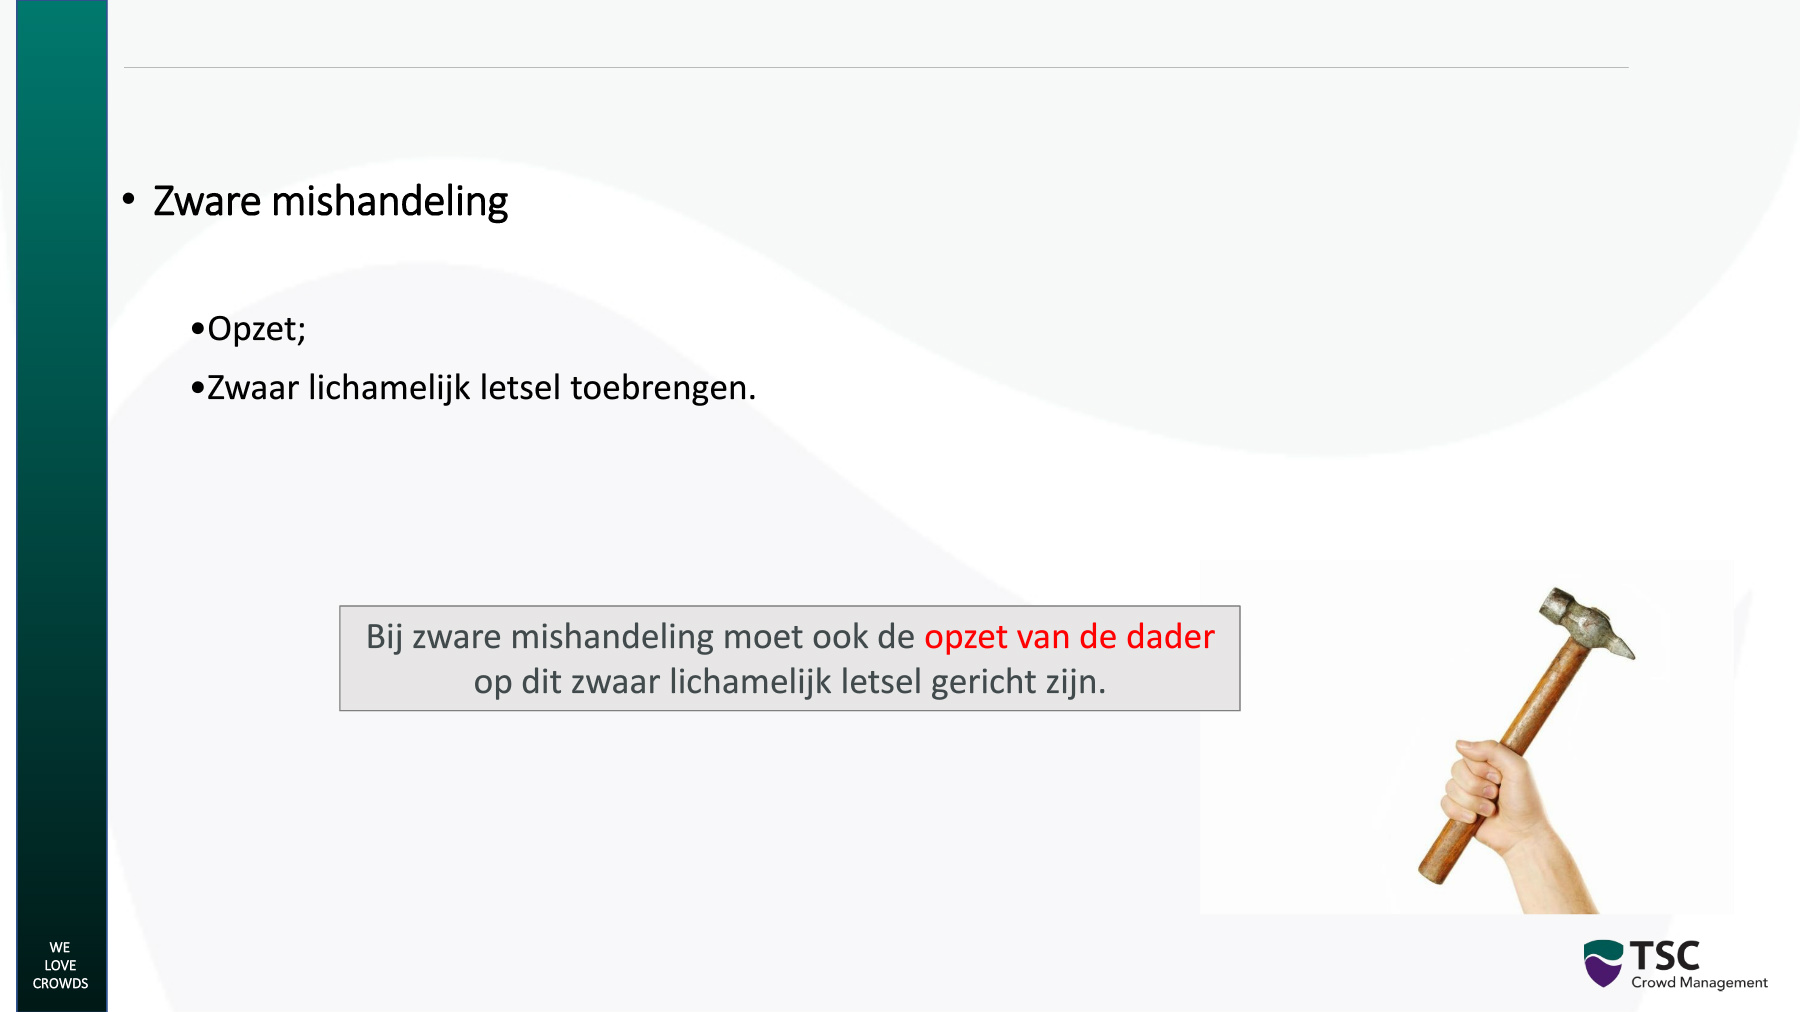 • Zware mishandeling
•Opzet;
•Zwaar lichamelijk letsel toebrengen.
Bij zware mishandeling moet ook de opzet van de dader
op dit zwaar lichamelijk letsel gericht zijn.
WE
LOVE
CROWDS
TSC
Crowd Management